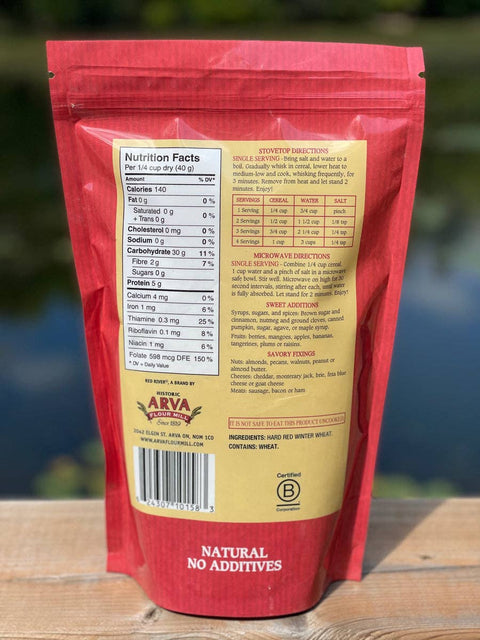 Nutrition Facts
Per 1/4 cup dry (40 g)
Amount % DV*
Calories 140
Fat 0 g 0 %
Saturated 0 g
+ Trans 0 g 0 %
Cholesterol 0 mg 0 %
Sodium 0 g 0 %
Carbohydrate 30 g 11 %
Fibre 2 g 7 %
Sugars 0 g
Protein 5 g
Calcium 4 mg 0 %
Iron 1 mg 6 %
Thiamine 0.3 mg 25 %
Riboflavin 0.1 mg 8 %
Niacin 1 mg 6 %
Folate 598 mcg DFE 150 %
* DV = Daily Value
RED RIVER®, A BRAND BY
HISTORIC
ARVA
FLOUR MILL
Since 1819
2042 ELGIN ST. ARVA ON, N0M 1C0
WWW.ARVAFLOURMILL.COM
24307 10158 3
STOVETOP DIRECTIONS
SINGLE SERVING - Bring salt and water to a
boil. Gradually whisk in cereal, lower heat to
medium-low and cook, whisking frequently, for
3 minutes. Remove from heat and let stand 2
minutes. Enjoy!
SERVINGS CEREAL WATER SALT
1 Serving 1/4 cup 3/4 cup pinch
2 Servings 1/2 cup 1 1/2 cup 1/8 tsp
3 Servings 3/4 cup 2 1/4 cup 1/4 tsp
4 Servings 1 cup 3 cups 1/4 tsp
MICROWAVE DIRECTIONS
SINGLE SERVING - Combine 1/4 cup cereal,
1 cup water and a pinch of salt in a microwave
safe bowl. Stir well. Microwave on high for 30
second intervals, stirring after each, until water
is fully absorbed. Let stand for 2 minutes. Enjoy!
SWEET ADDITIONS
Syrups, sugars, and spices: Brown sugar and
cinnamon, nutmeg and ground cloves, canned
pumpkin, sugar, agave, or maple syrup.
Fruits: berries, mangoes, apples, bananas,
tangerines, plums or raisins.
SAVORY FIXINGS
Nuts: almonds, pecans, walnuts, peanut or
almond butter.
Cheeses: cheddar, monterary jack, brie, feta blue
cheese or goat cheese
Meats: sausage, bacon or ham
IT IS NOT SAFE TO EAT THIS PRODUCT UNCOOKED
INGREDIENTS: HARD RED WINTER WHEAT.
CONTAINS: WHEAT.
Certified
B
Corporation
NATURAL
NO ADDITIVES